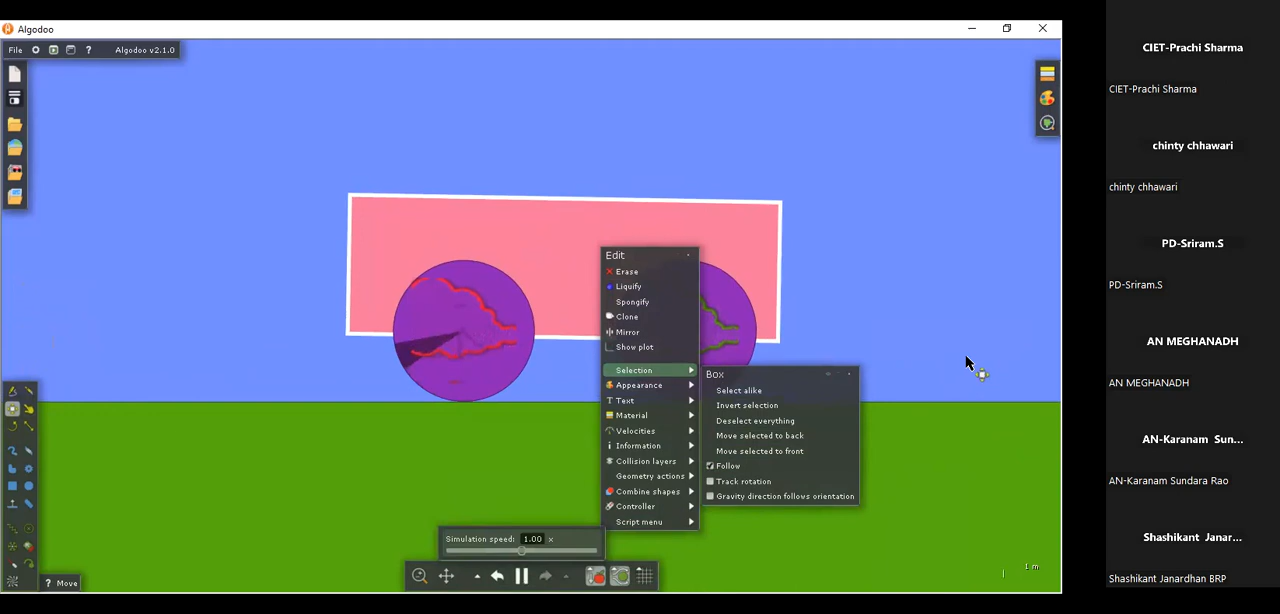 Algodoo
File ? Algodoo v2.1.0
Edit
Erase
Liquify
Spongify
Clone
Mirror
Show plot
Selection
Appearance
Text
Material
Velocities
Information
Collision layers
Geometry actions
Combine shapes
Controller
Script menu
Box
Select alike
Invert selection
Deselect everything
Move selected to back
Move selected to front
Follow
Track rotation
Gravity direction follows orientation
Simulation speed: 1.00 x
? Move
1 m
CIET-Prachi Sharma
CIET-Prachi Sharma
chinty chhawari
chinty chhawari
PD-Sriram.S
PD-Sriram.S
AN MEGHANADH
AN MEGHANADH
AN-Karanam Sun...
AN-Karanam Sundara Rao
Shashikant Janar...
Shashikant Janardhan BRP